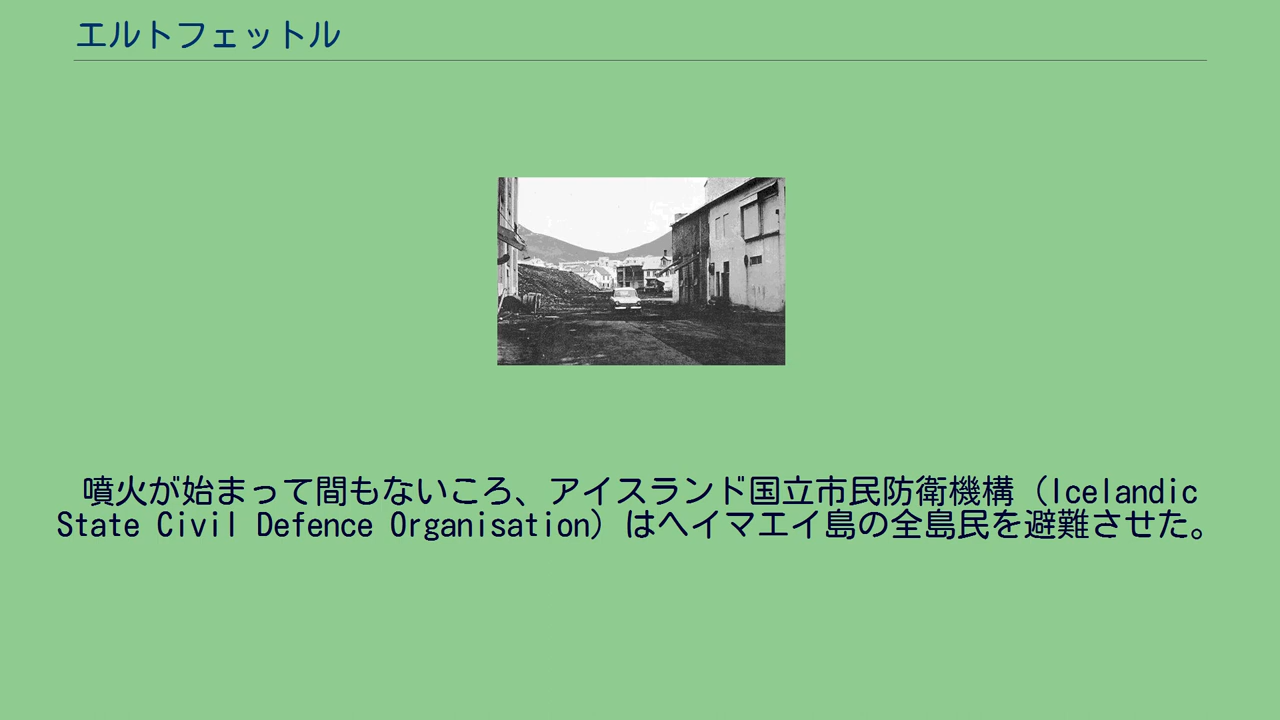 エルトフェットル
噴火が始まって間もないころ、アイスランド国立市民防衛機構（Icelandic
State Civil Defence Organisation）はヘイマエイ島の全島民を避難させた。